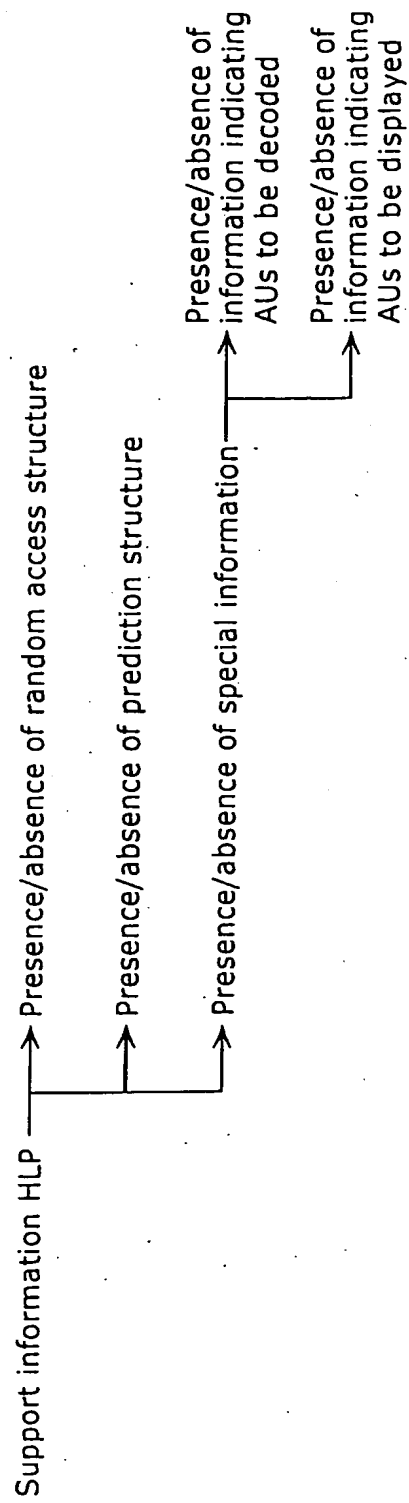 Support information HLP
Presence/absence of random access structure
Presence/absence of prediction structure
Presence/absence of special information
Presence/absence of
information indicating
AUs to be decoded
Presence/absence of
information indicating
AUs to be displayed